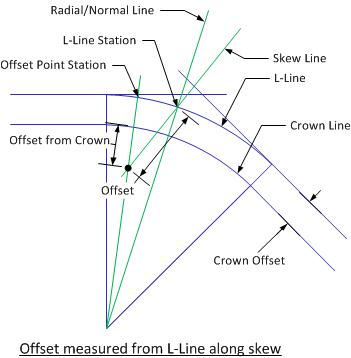 Radial/Normal Line
L-Line Station
Skew Line
Offset Point Station
L-Line
Crown Line
Offset from Crown
Offset
Crown Offset
Offset measured from L-Line along skew